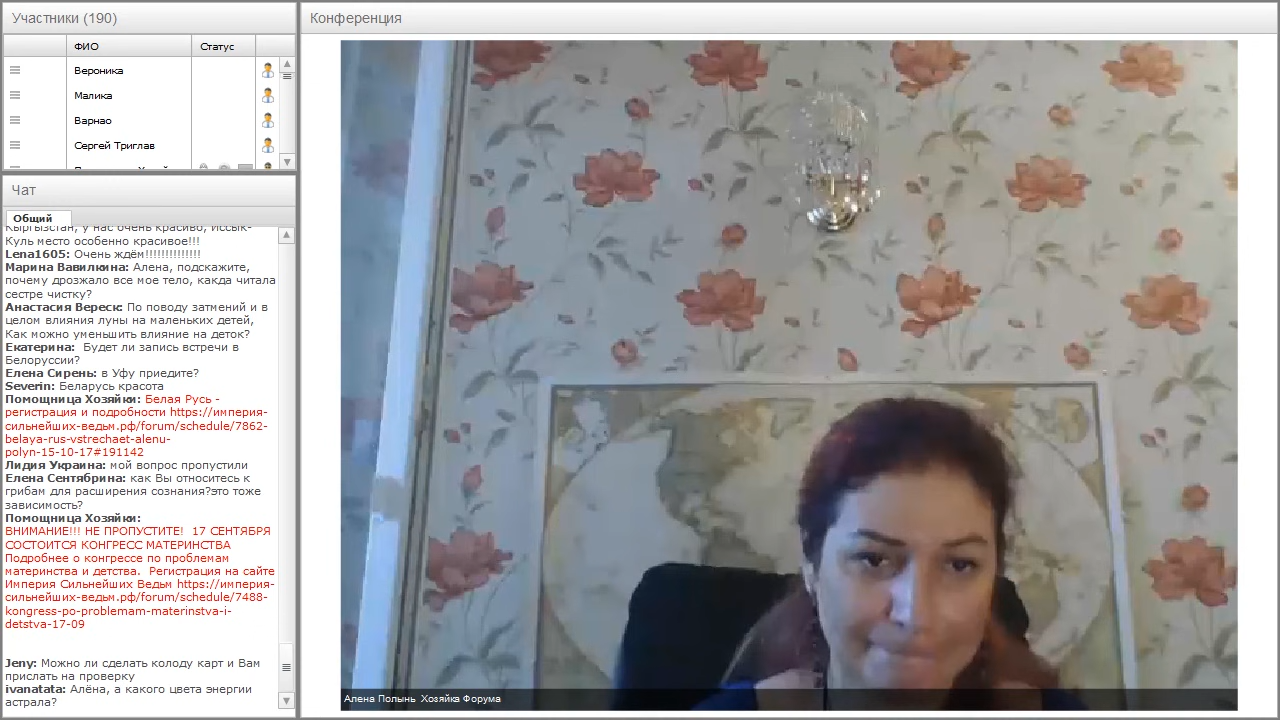 Участники (190)
ФИО
Статус
Вероника
Малика
Варнао
Сергей Триглав
Чат
Общий
Куль место особенно красивое!!!
Lena1605: Очень ждём!!!!!!!!!!!!!!
Марина Вавилкина: Алена, подскажите,
почему дрозжало все мое тело, какда читала
сестре чистку?
Анастасия Вереск: По поводу затмений и в
целом влияния луны на маленьких детей,
как можно уменьшить влияние на деток?
Екатерина: Будет ли запись встречи в
Белоруссии?
Елена Сирень: в Уфу приедите?
Severin: Беларусь красота
Помощница Хозяйки: Белая Русь -
регистрация и подробности https://империя-
сильнейших-ведьм.рф/forum/schedule/7862-
belaya-rus-vstrechaet-alenu-
polyn-15-10-17#191142
Лидия Украина: мой вопрос пропустили
Елена Сентябрина: как Вы относитесь к
грибам для расширения сознания?это тоже
зависимость?
Помощница Хозяйки:
ВНИМАНИЕ!!! НЕ ПРОПУСТИТЕ! 17 СЕНТЯБРЯ
СОСТОИТСЯ КОНГРЕСС МАТЕРИНСТВА
Подробнее о конгрессе по проблемам
материнства и детства. Регистрация на сайте
Империя Сильнейших Ведьм https://империя-
сильнейших-ведьм.рф/forum/schedule/7488-
kongress-po-problemam-materinstva-i-
detstva-17-09
Jeny: Можно ли сделать колоду карт и Вам
прислать на начитку
ivanatata: Алёна, а какого цвета энергии
астрала?
Конференция
Алена Полынь Хозяйка Форума